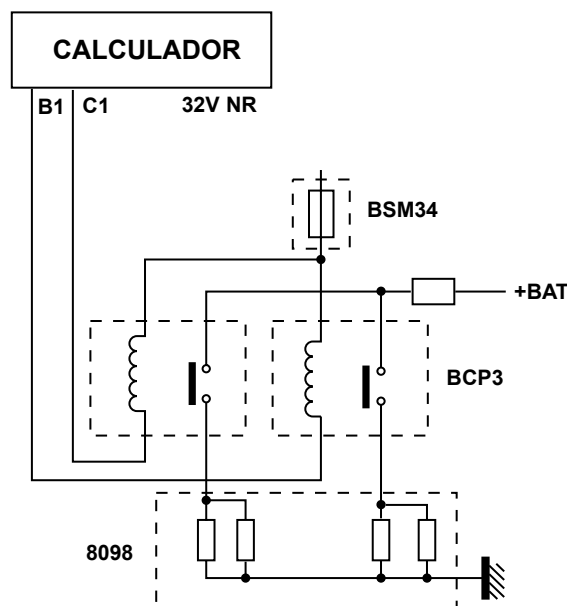 CALCULADOR
B1 C1 32V NR
BSM34
+BAT
BCP3
8098